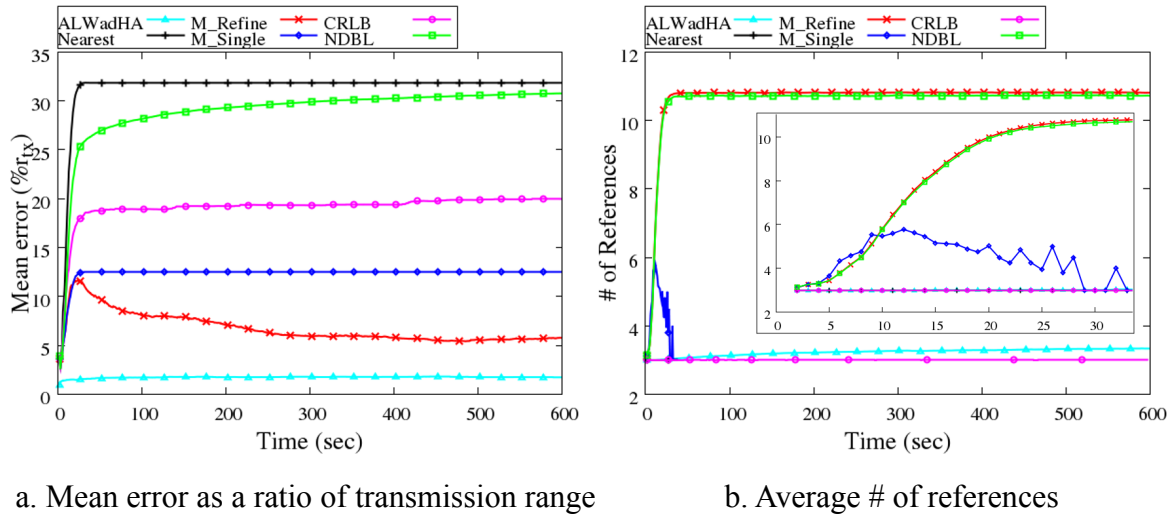 ALWadHA M_Refine CRLB
Nearest M_Single NDBL
Mean error (%rtx)
35
30
25
20
15
10
5
0
0 100 200 300 400 500 600
Time (sec)
a. Mean error as a ratio of transmission range
ALWadHA M_Refine CRLB
Nearest M_Single NDBL
# of References
12
10
8
6
4
2
0 100 200 300 400 500 600
Time (sec)
10
8
6
4
2
0 5 10 15 20 25 30
b. Average # of references